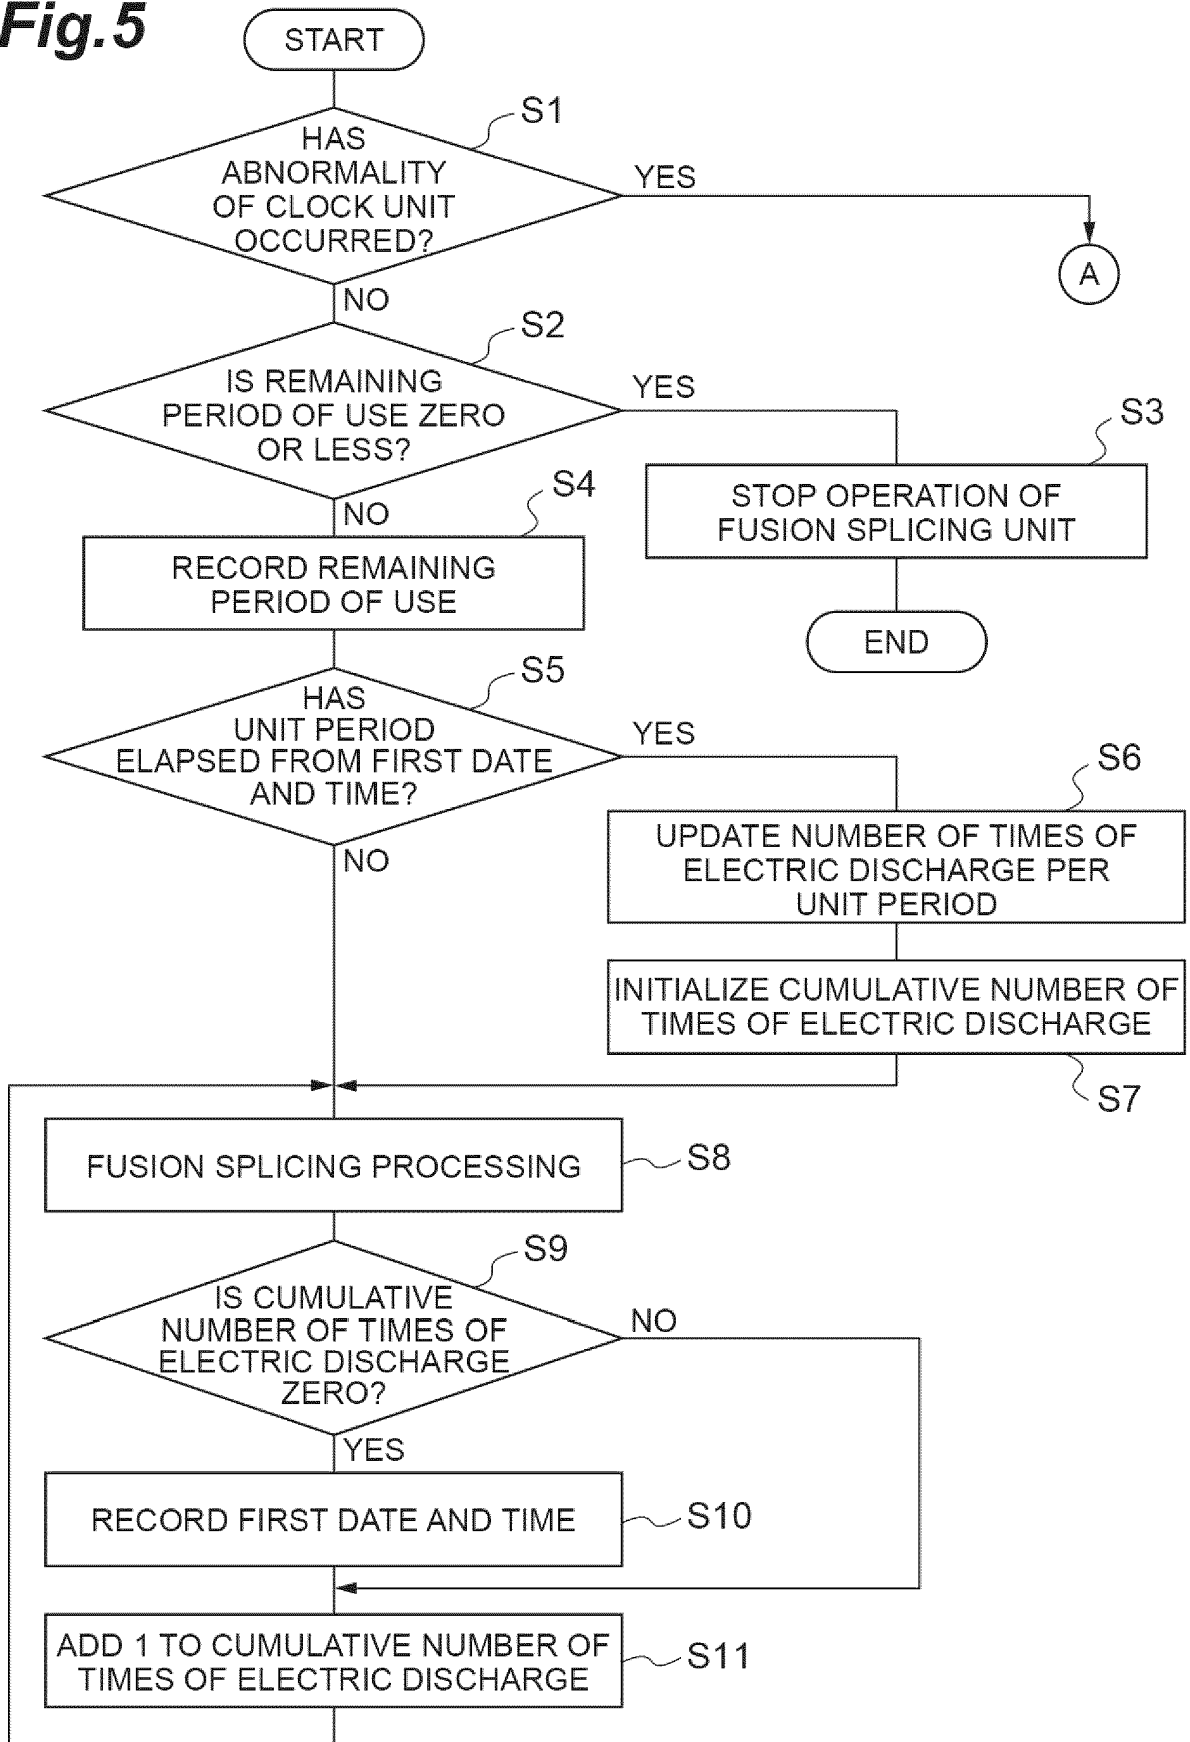 Fig.5
START
S1
HAS
ABNORMALITY
OF CLOCK UNIT
OCCURRED?
YES
A
NO
S2
IS REMAINING
PERIOD OF USE ZERO
OR LESS?
YES
S3
STOP OPERATION OF
FUSION SPLICING UNIT
END
NO
S4
RECORD REMAINING
PERIOD OF USE
S5
HAS
UNIT PERIOD
ELAPSED FROM FIRST DATE
AND TIME?
YES
S6
UPDATE NUMBER OF TIMES OF
ELECTRIC DISCHARGE PER
UNIT PERIOD
NO
INITIALIZE CUMULATIVE NUMBER OF
TIMES OF ELECTRIC DISCHARGE
S7
FUSION SPLICING PROCESSING
S8
S9
IS CUMULATIVE
NUMBER OF TIMES OF
ELECTRIC DISCHARGE
ZERO?
NO
YES
RECORD FIRST DATE AND TIME
S10
ADD 1 TO CUMULATIVE NUMBER OF
TIMES OF ELECTRIC DISCHARGE
S11